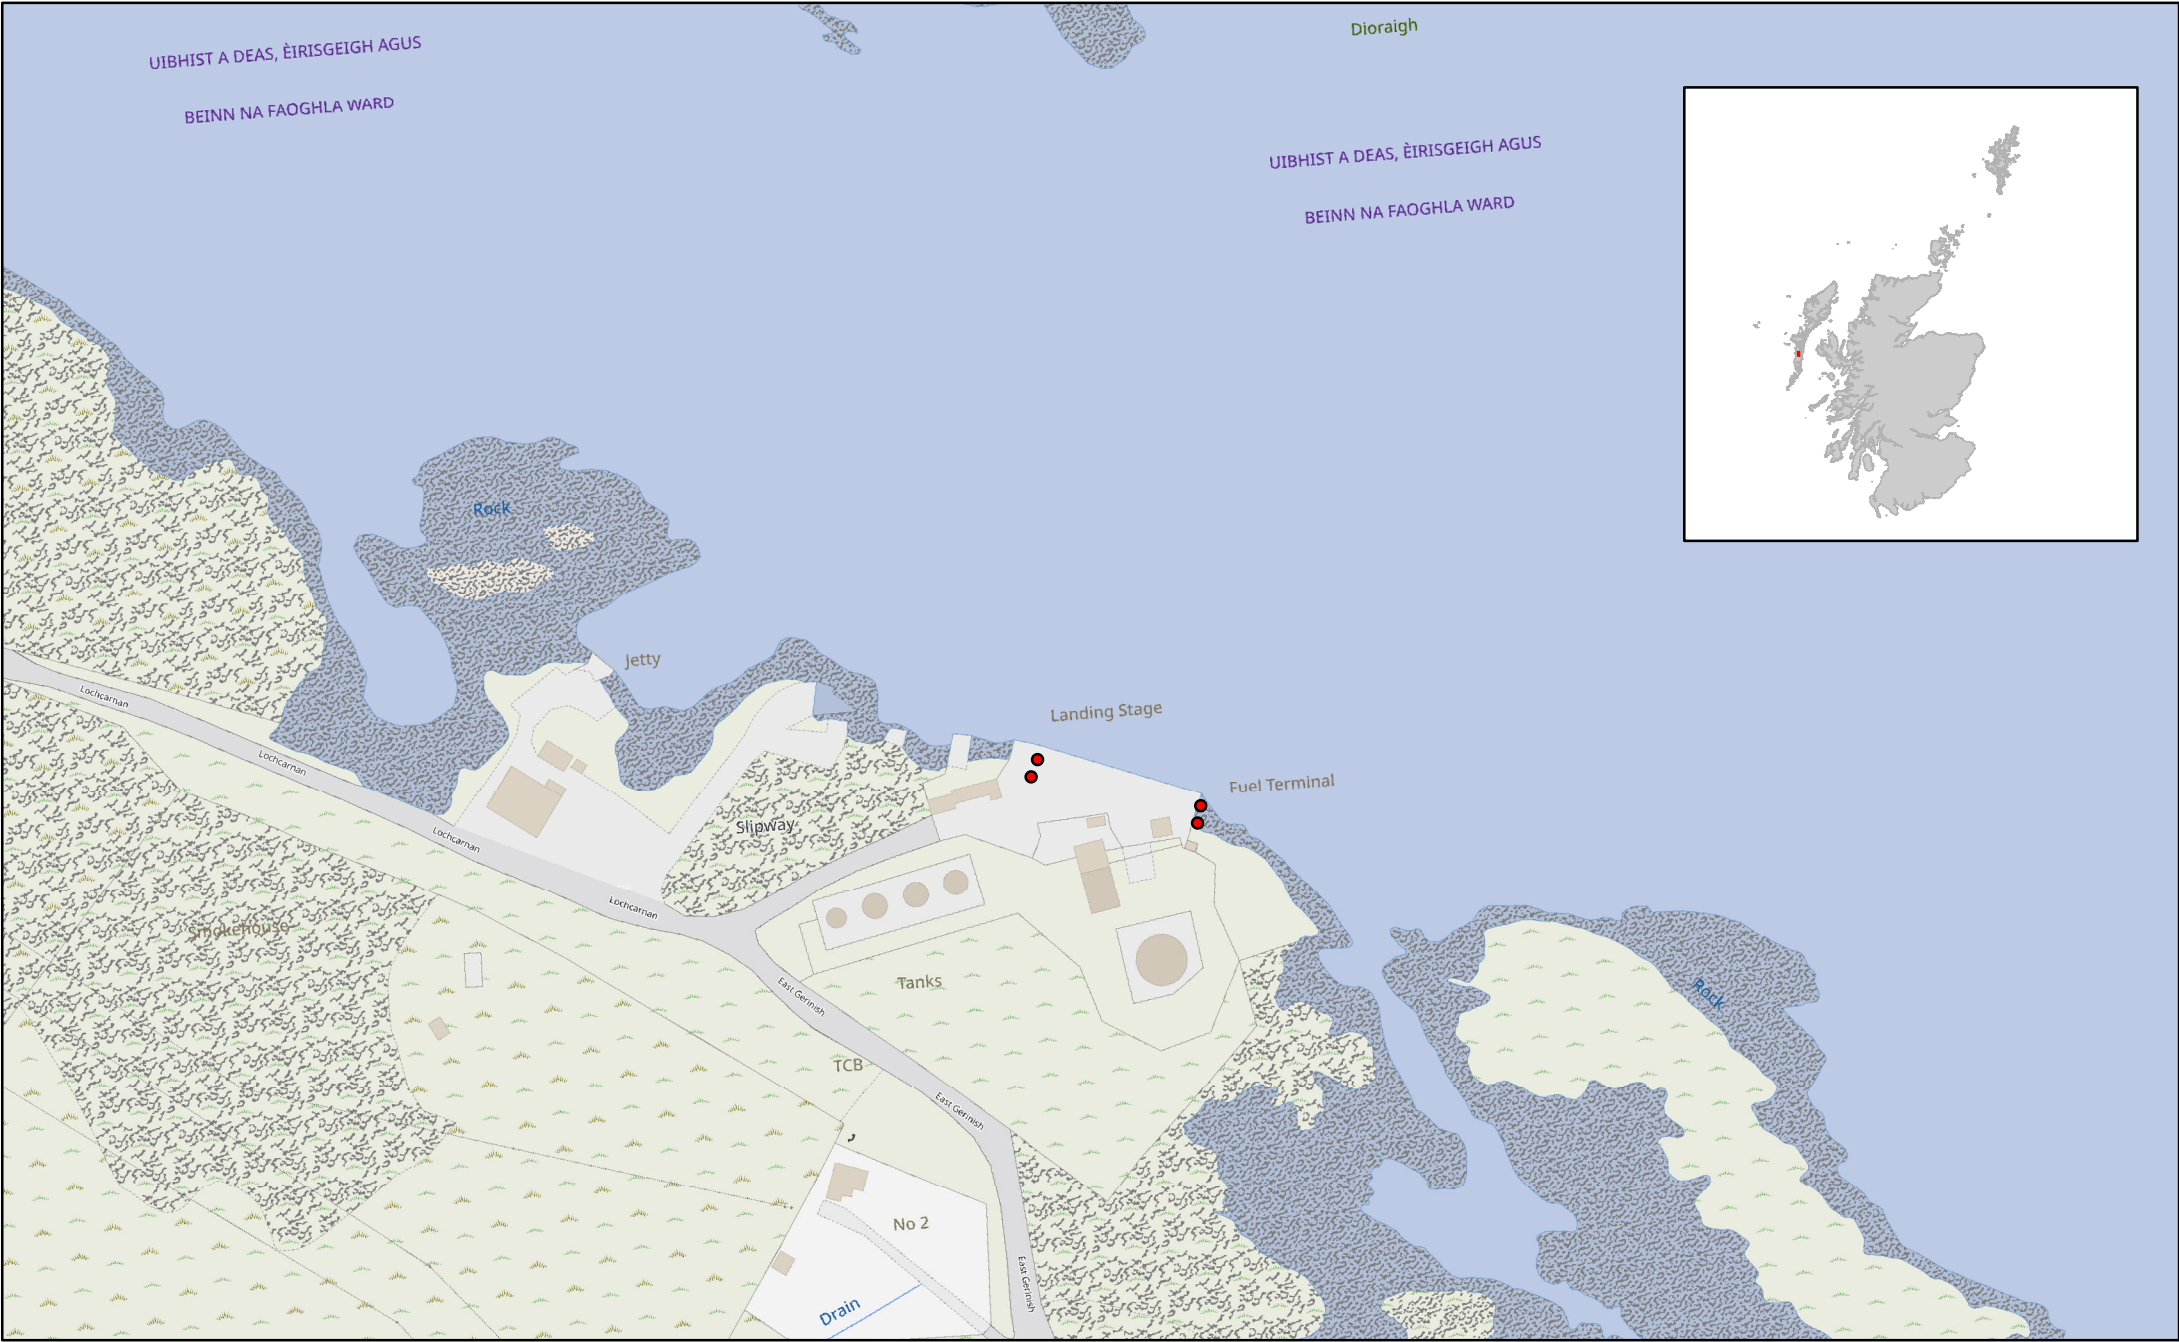 Dioraigh
UIBHIST A DEAS, ÈIRISGEIGH AGUS
BEINN NA FAOGHLA WARD
UIBHIST A DEAS, ÈIRISGEIGH AGUS
BEINN NA FAOGHLA WARD
Rock
Jetty
Lochcarnan
Landing Stage
Lochcarnan
Fuel Terminal
Slipway
Lochcarnan
Lochcarnan
Smokehouse
Tanks
East Gerinish
Rock
TCB
East Gerinish
No 2
East Gerinish
Drain